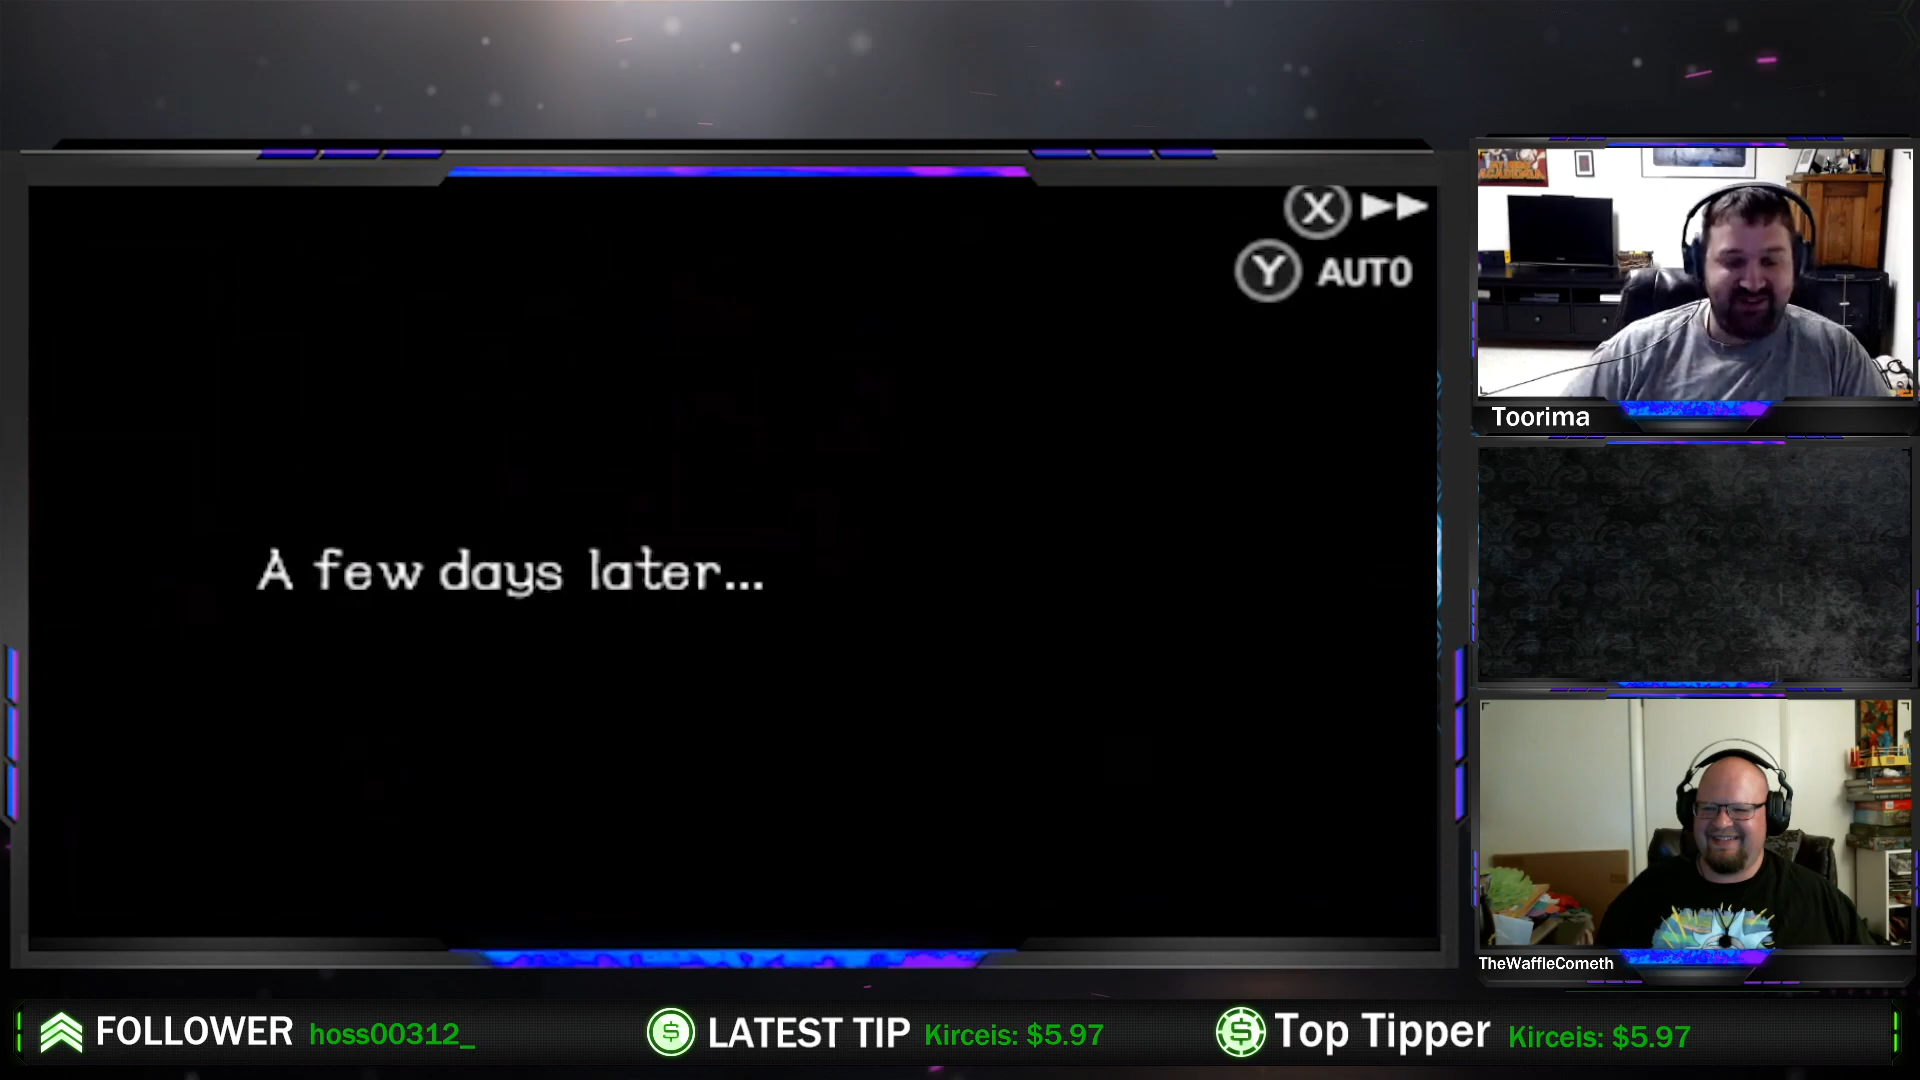 X
Y AUTO
A few days later...
Toorima
TheWaffleCometh
FOLLOWER hoss00312_
LATEST TIP Kirceis: $5.97
Top Tipper Kirceis: $5.97